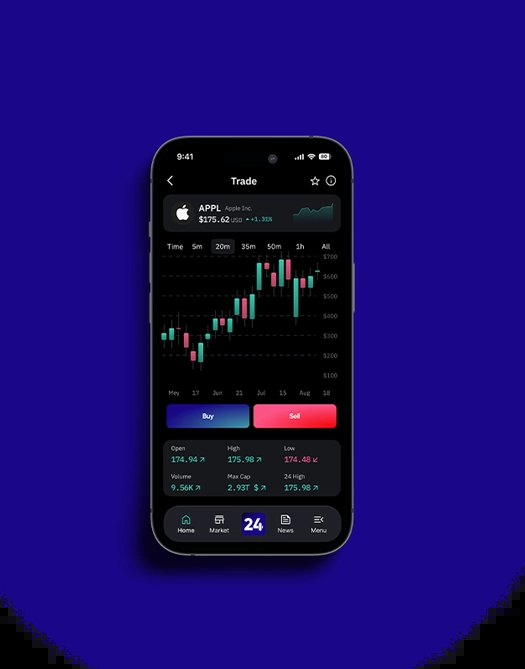 9:41 80
Trade
APPL Apple Inc.
$175.62 USD +1.31%
Time 5m 20m 35m 50m 1h All
$700
$600
$500
$400
$300
$200
$100
Mey 17 Jun 21 Jul 15 Aug 18
Buy Sell
Open High Low
174.94 175.98 174.48
Volume Max Cap 24 High
9.56K 2.93T $ 175.98
Home Market 24 News Menu